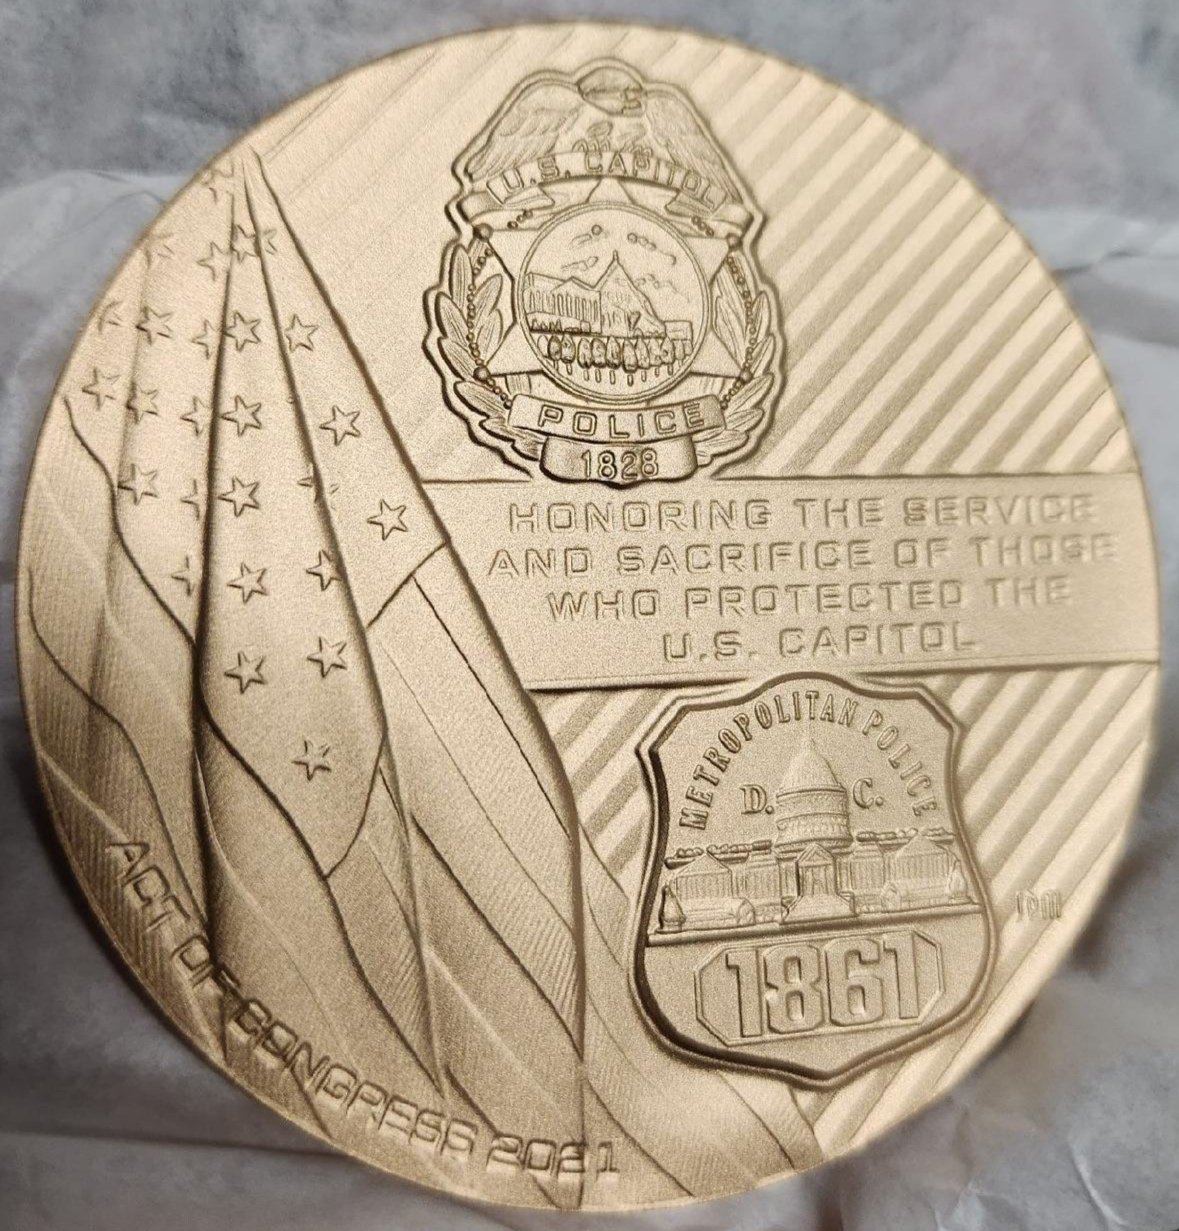 U.S. CAPITOL
POLICE
1828
HONORING THE SERVICE
AND SACRIFICE OF THOSE
WHO PROTECTED THE
U.S. CAPITOL
METROPOLITAN POLICE
D. C.
1861
JPM
ACT OF CONGRESS 2021